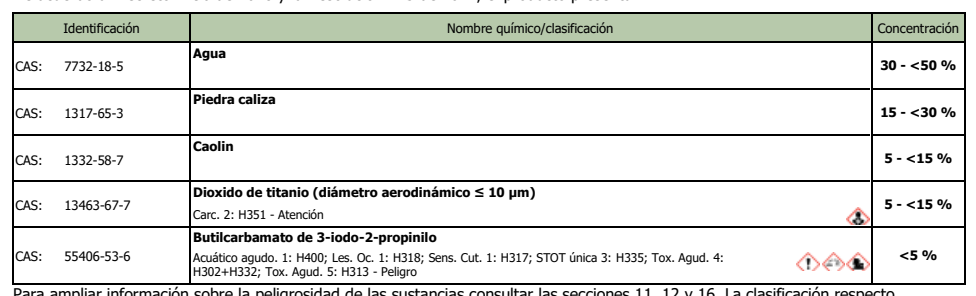 Identificación Nombre químico/clasificación Concentración
CAS: 7732-18-5 Agua 30 - <50 %
CAS: 1317-65-3 Piedra caliza 15 - <30 %
CAS: 1332-58-7 Caolin 5 - <15 %
CAS: 13463-67-7 Dioxido de titanio (diámetro aerodinámico ≤ 10 µm) 5 - <15 %
Carc. 2: H351 - Atención
CAS: 55406-53-6 Butilcarbamato de 3-iodo-2-propinilo <5 %
Acuático agudo. 1: H400; Les. Oc. 1: H318; Sens. Cut. 1: H317; STOT única 3: H335; Tox. Agud. 4:
H302+H332; Tox. Agud. 5: H313 - Peligro
Para ampliar información sobre la peligrosidad de las sustancias consultar las secciones 11, 12 y 16. La clasificación respecto